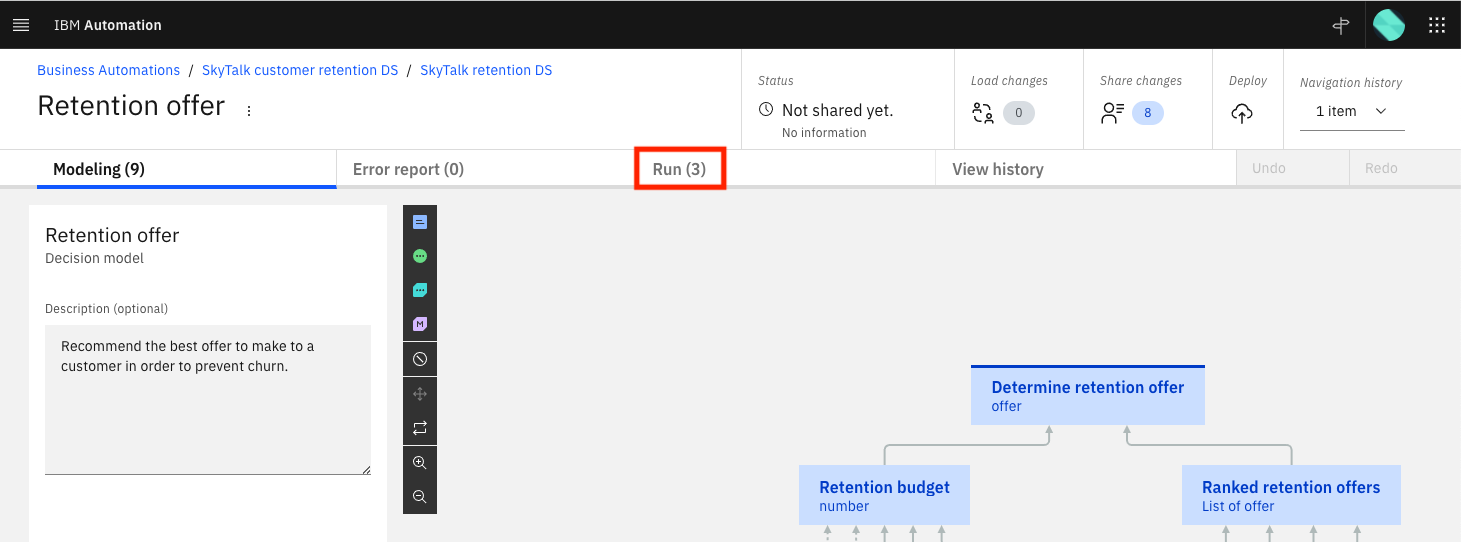 IBM Automation
Business Automations / SkyTalk customer retention DS / SkyTalk retention DS
Retention offer
Status
Not shared yet.
No information
Load changes
0
Share changes
8
Deploy
Navigation history
1 item
Modeling (9)
Error report (0)
Run (3)
View history
Undo
Redo
Retention offer
Decision model
Description (optional)
Recommend the best offer to make to a
customer in order to prevent churn.
M
Determine retention offer
offer
Retention budget
number
Ranked retention offers
List of offer